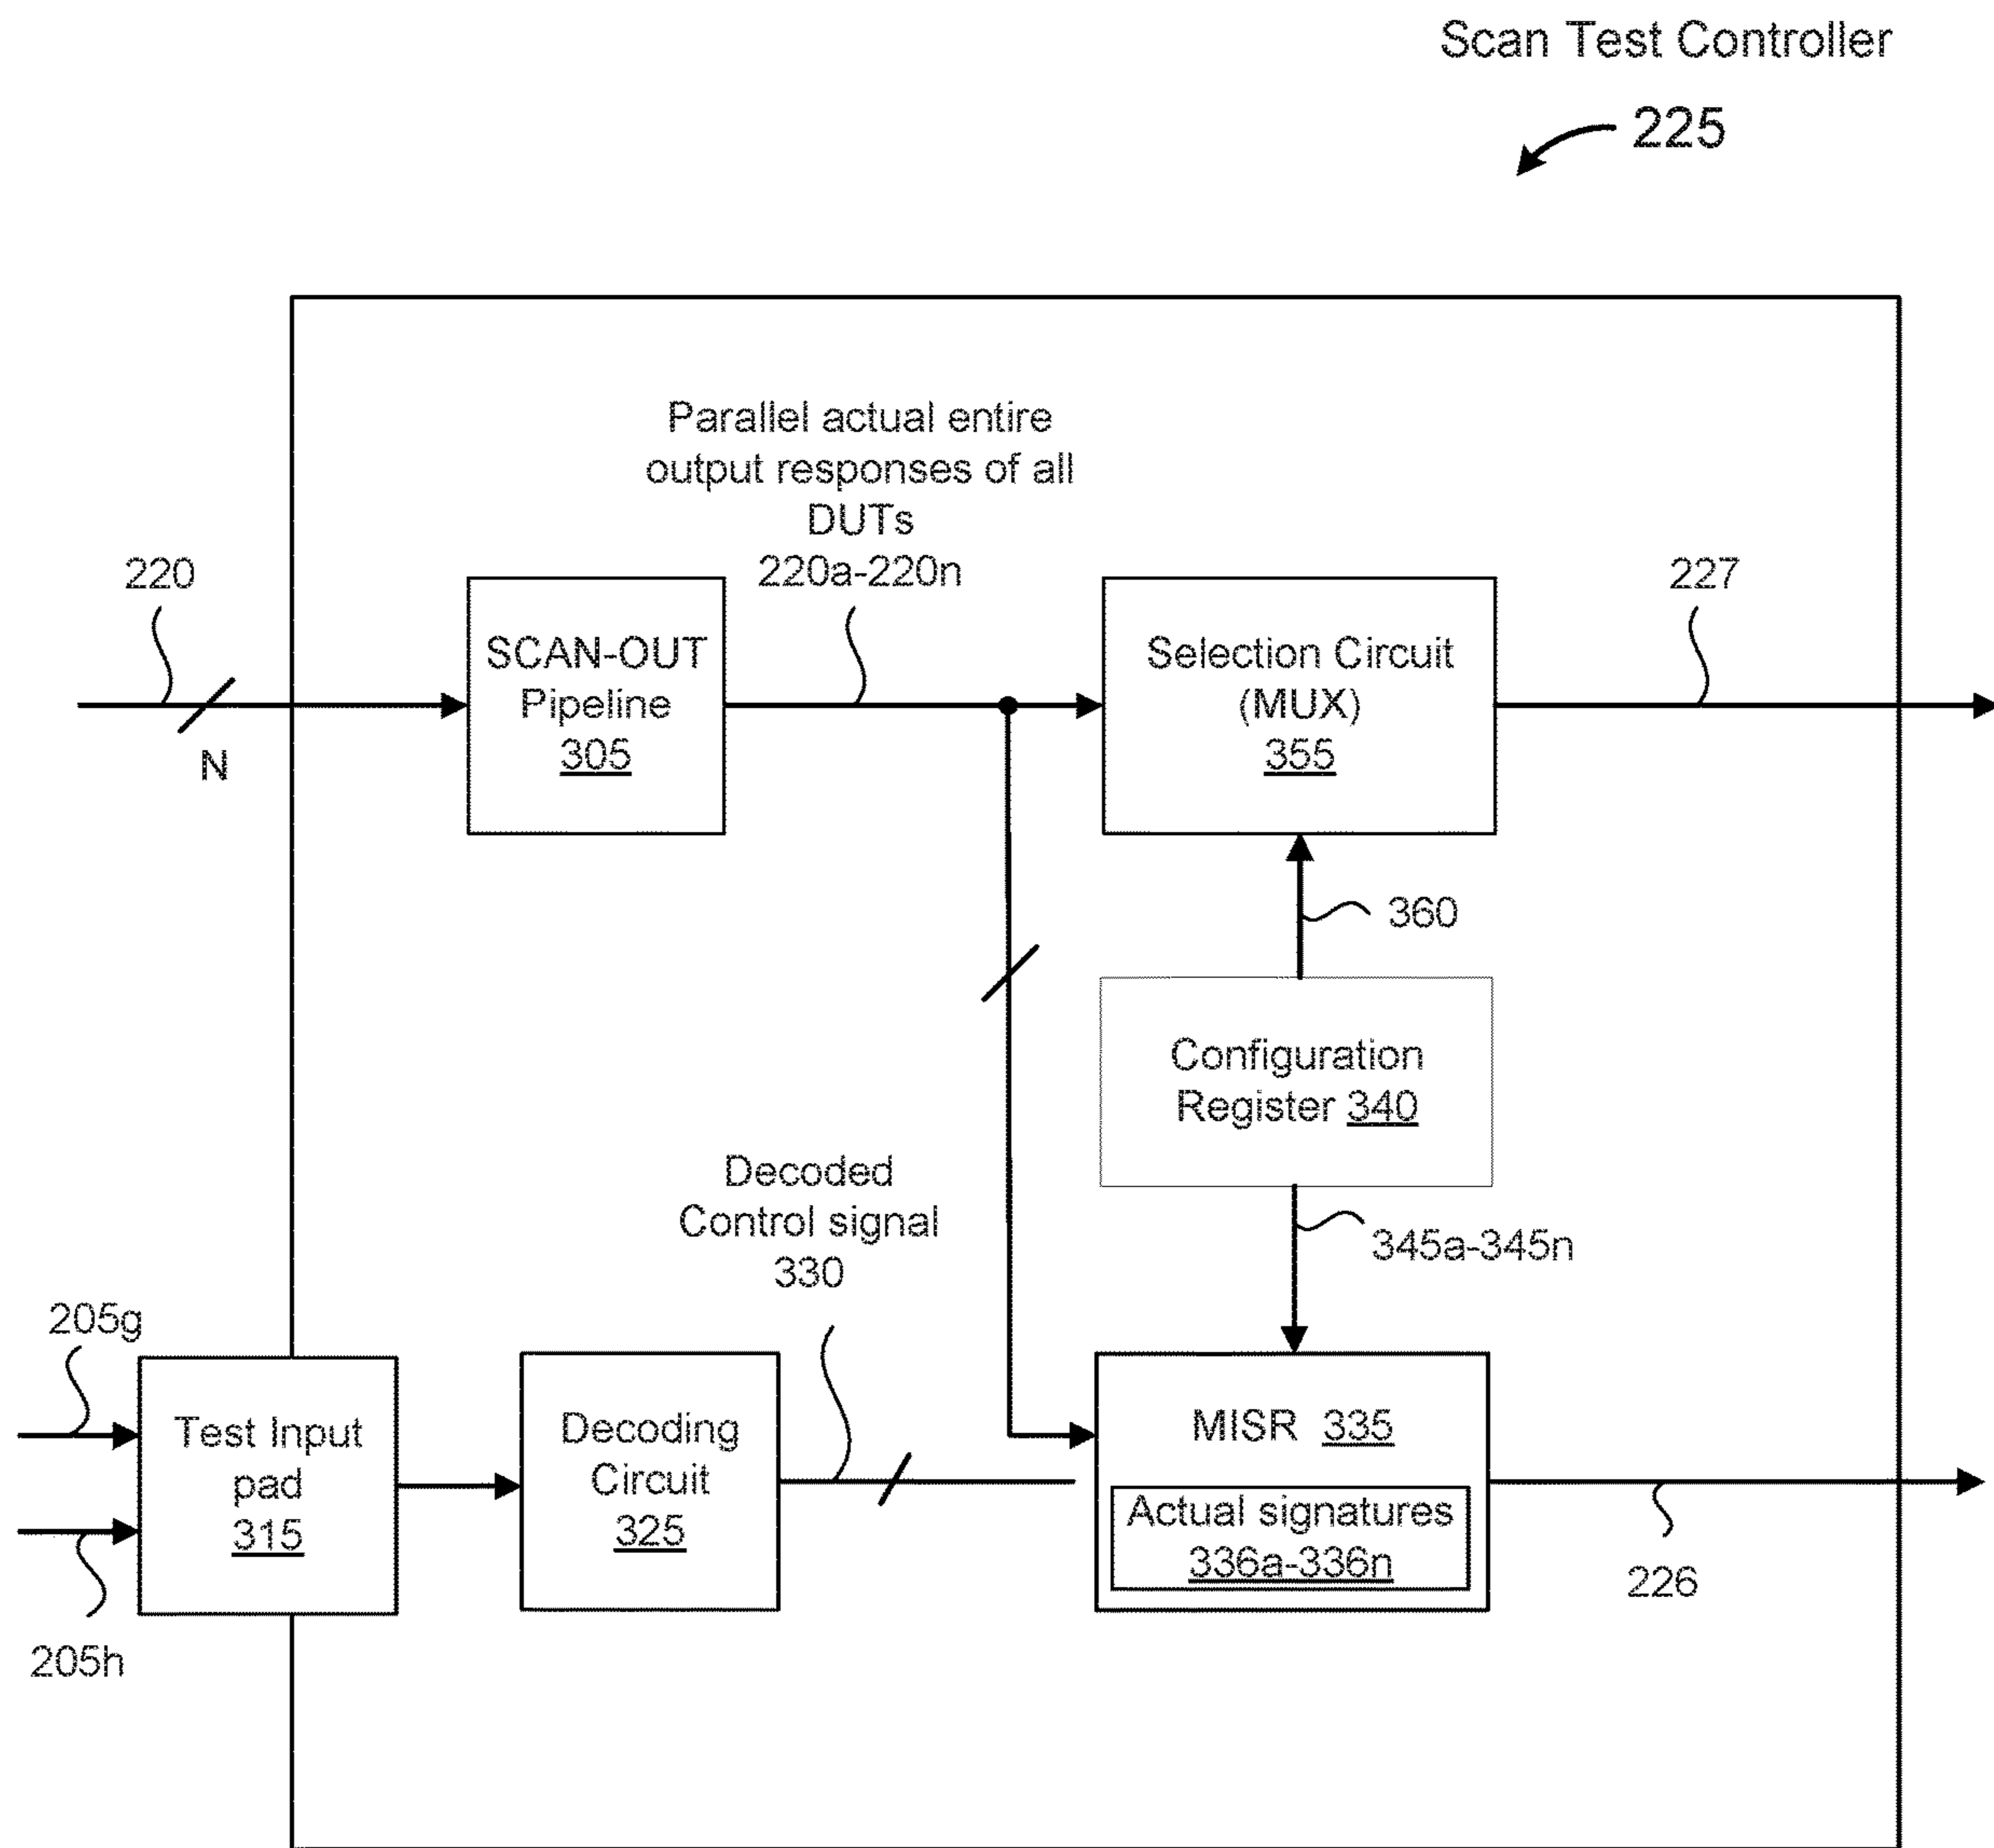 Scan Test Controller
225
Parallel actual entire
output responses of all
DUTs
220a-220n
220
N
SCAN-OUT
Pipeline
305
Selection Circuit
(MUX)
355
227
360
Configuration
Register 340
345a-345n
Decoded
Control signal
330
205g
205h
Test Input
pad
315
Decoding
Circuit
325
MISR 335
Actual signatures
336a-336n
226